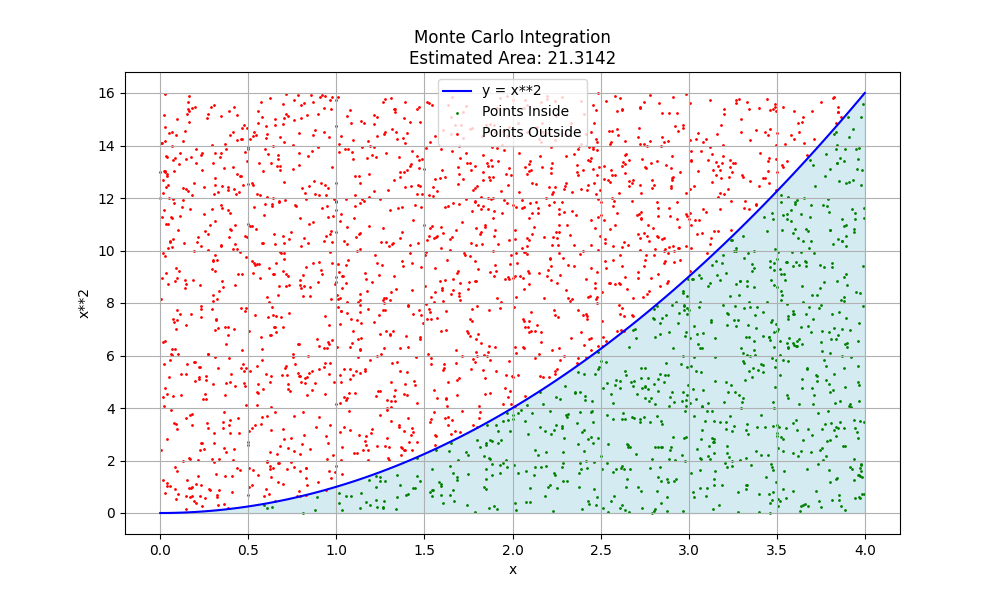 Monte Carlo Integration
Estimated Area: 21.3142
y = x**2
Points Inside
Points Outside
16
14
12
10
8
6
4
2
0
x**2
0.0 0.5 1.0 1.5 2.0 2.5 3.0 3.5 4.0
x